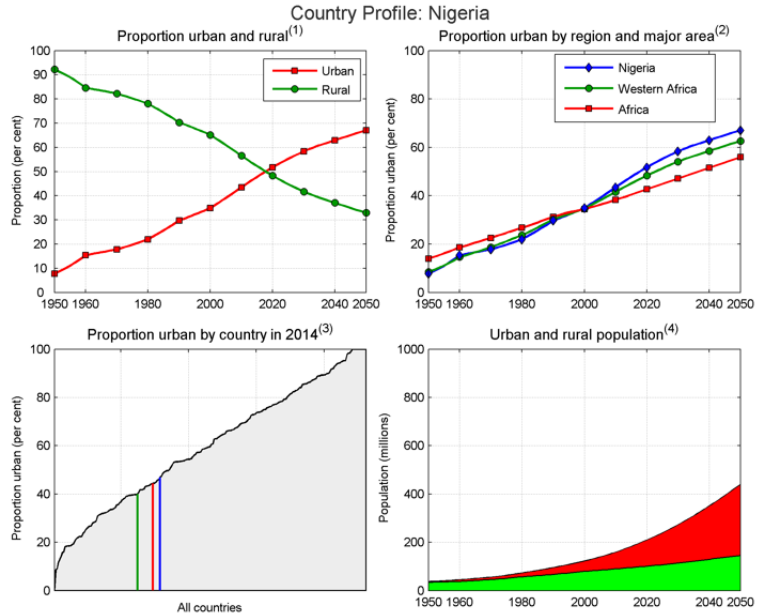 Country Profile: Nigeria
Proportion urban and rural(1)
Proportion (per cent)
100
90
80
70
60
50
40
30
20
10
0
1950 1960 1980 2000 2020 2040 2050
Urban
Rural
Proportion urban by region and major area(2)
Proportion urban (per cent)
100
80
60
40
20
0
1950 1960 1980 2000 2020 2040 2050
Nigeria
Western Africa
Africa
Proportion urban by country in 2014(3)
Proportion urban (per cent)
100
80
60
40
20
0
All countries
Urban and rural population(4)
Population (millions)
1000
800
600
400
200
0
1950 1960 1980 2000 2020 2040 2050